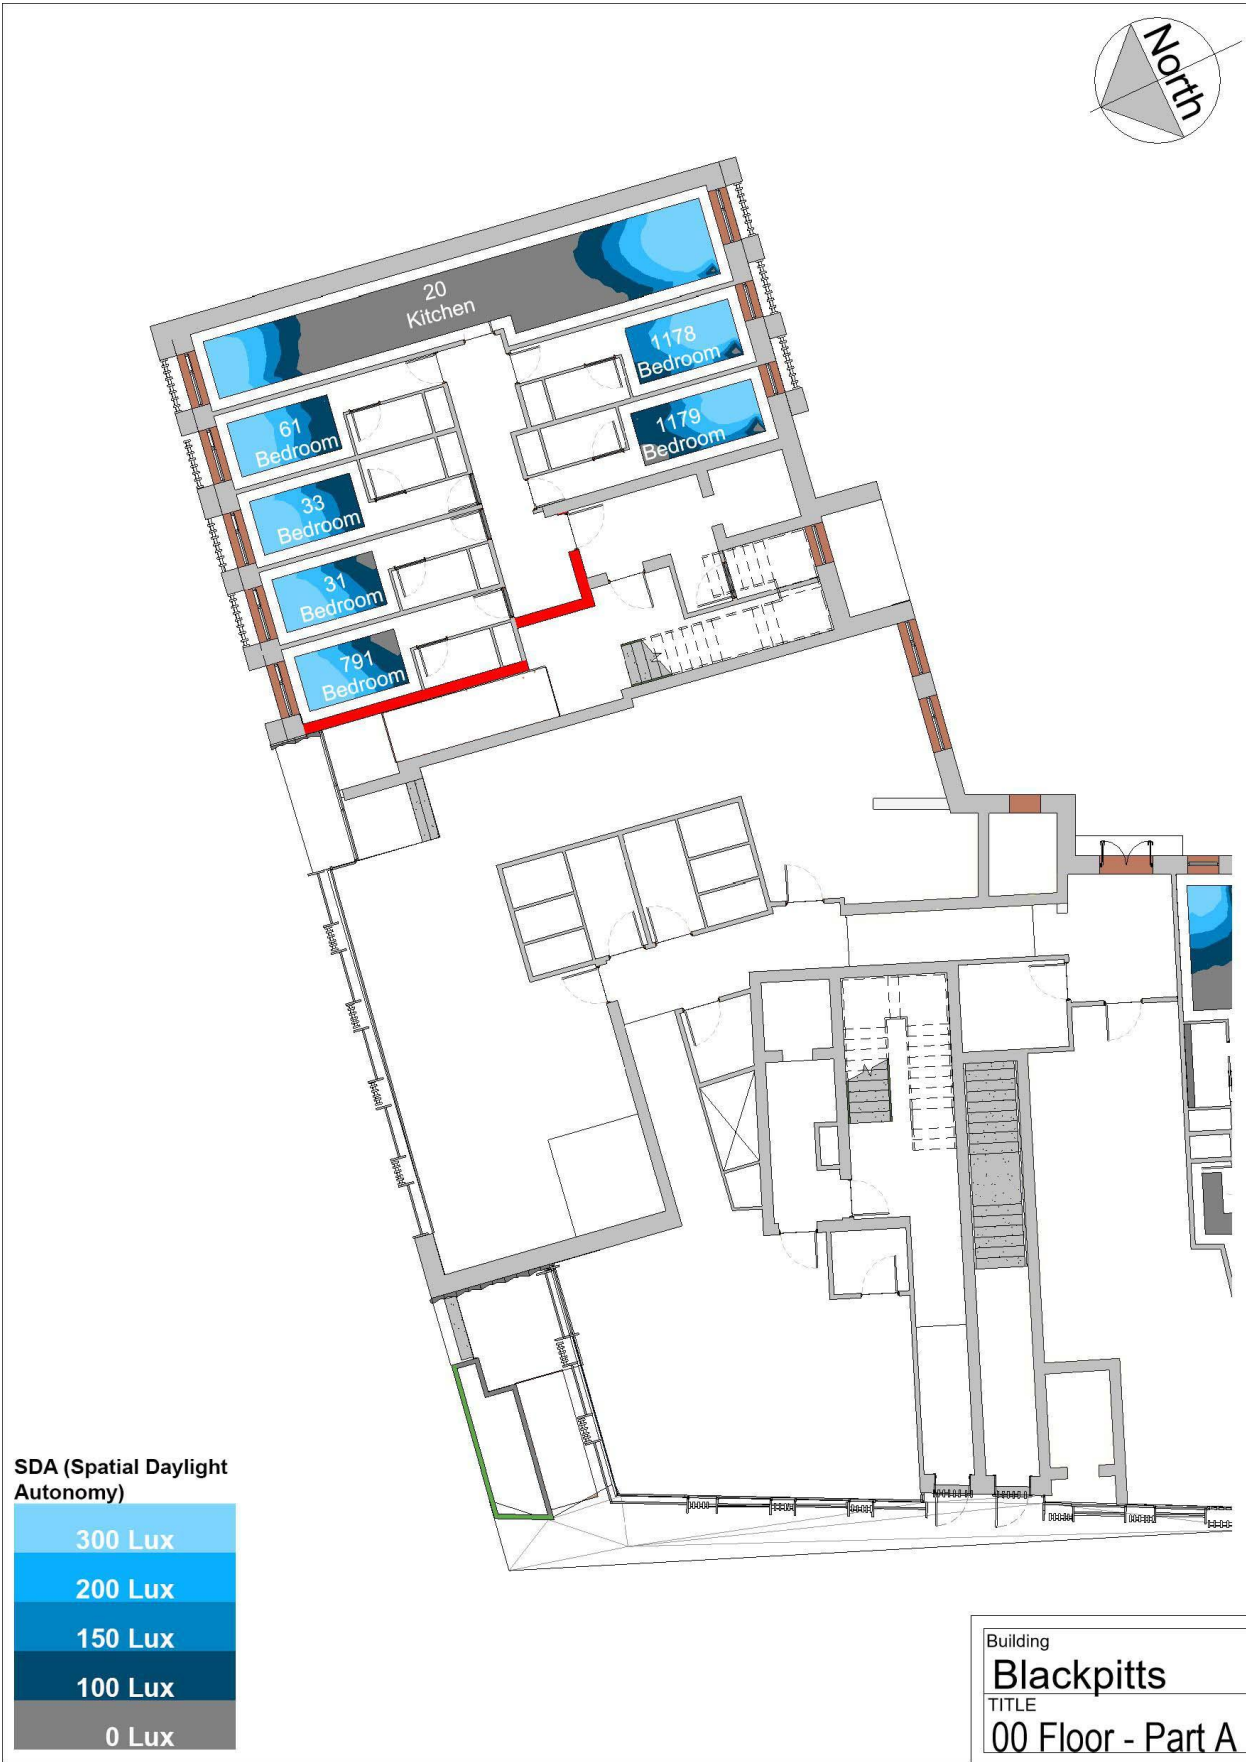 North
20
Kitchen
1178
Bedroom
61
Bedroom
1179
Bedroom
33
Bedroom
31
Bedroom
791
Bedroom
SDA (Spatial Daylight
Autonomy)
300 Lux
200 Lux
150 Lux
100 Lux
0 Lux
Building
Blackpitts
TITLE
00 Floor - Part A